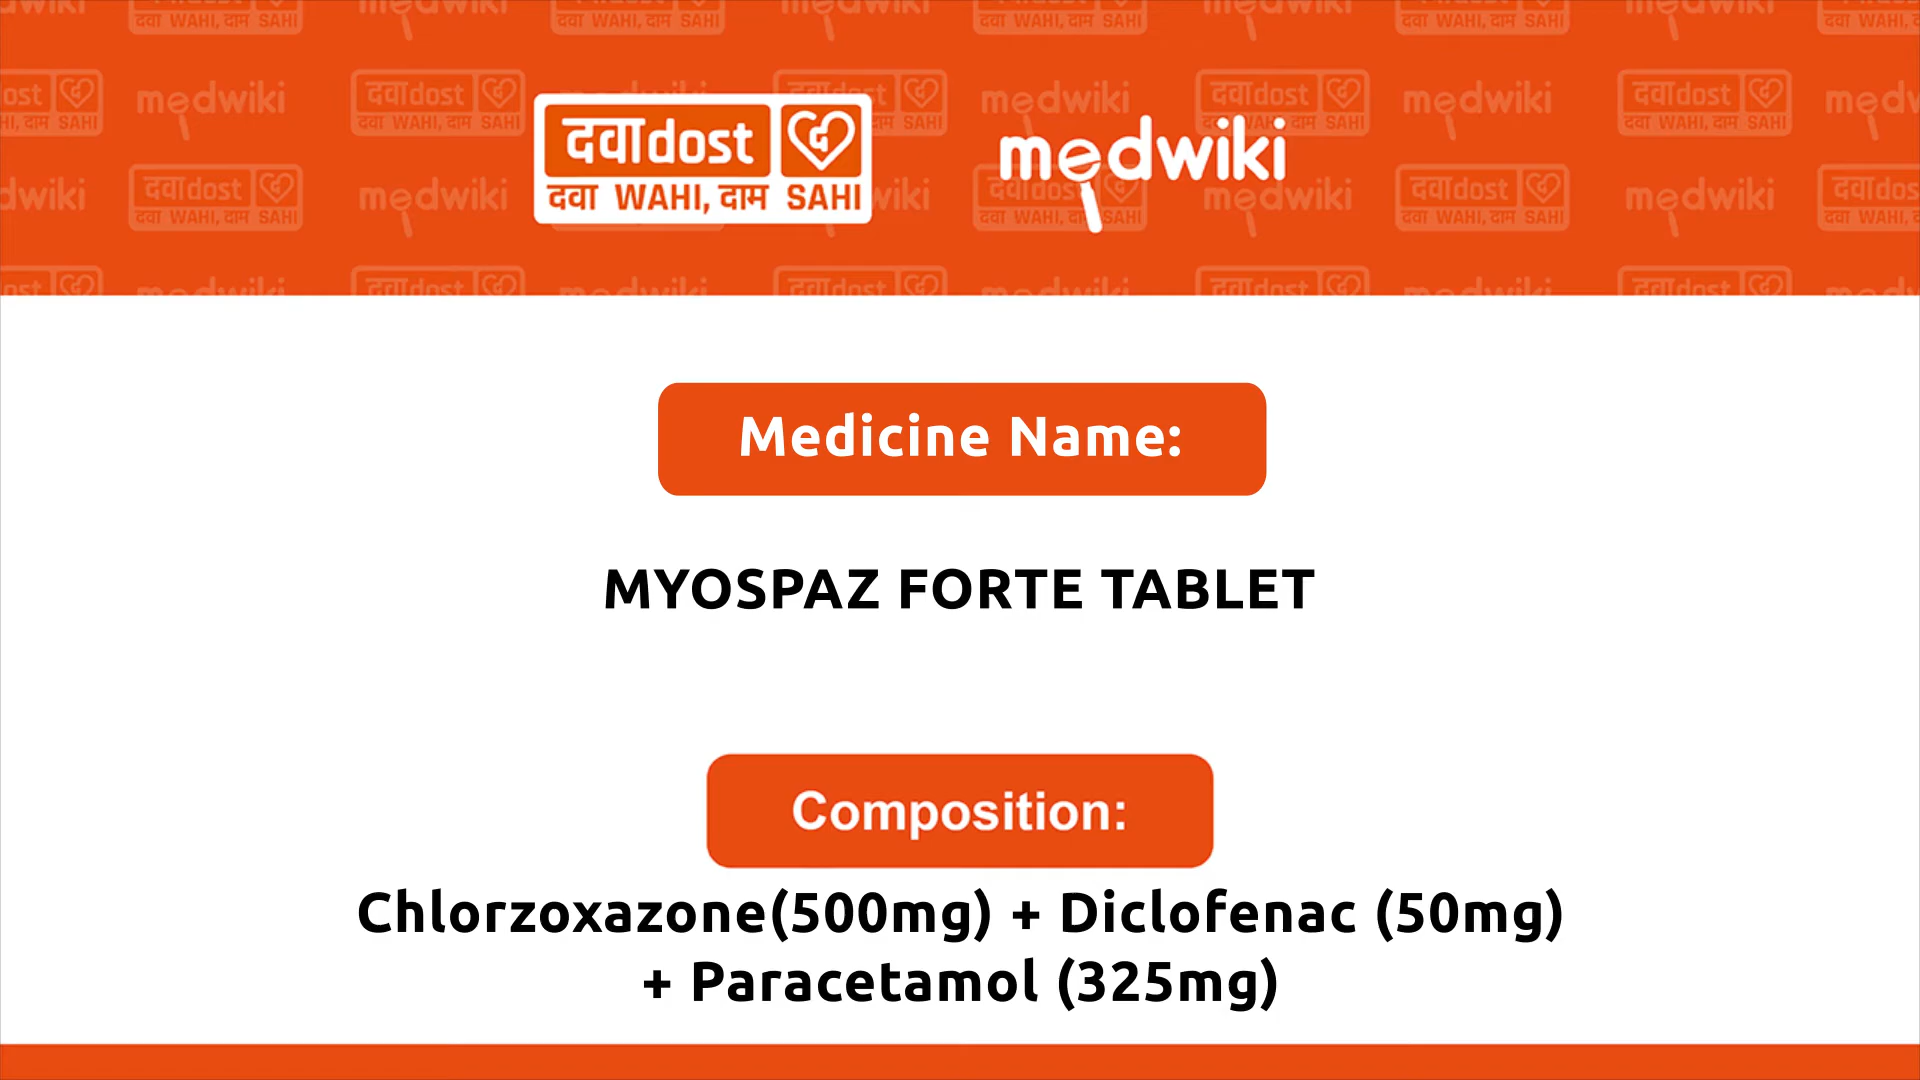 दवाdost
दवा WAHI, दाम SAHI
medwiki
Medicine Name:
MYOSPAZ FORTE TABLET
Composition:
Chlorzoxazone(500mg) + Diclofenac (50mg)
+ Paracetamol (325mg)